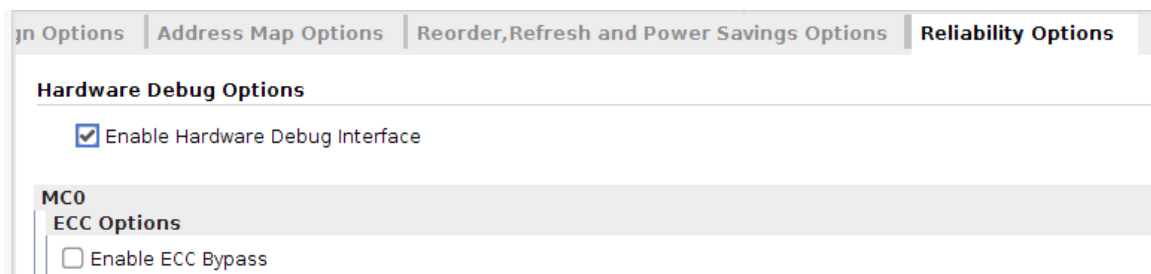 gn Options Address Map Options Reorder,Refresh and Power Savings Options Reliability Options
Hardware Debug Options
Enable Hardware Debug Interface
MC0
ECC Options
Enable ECC Bypass